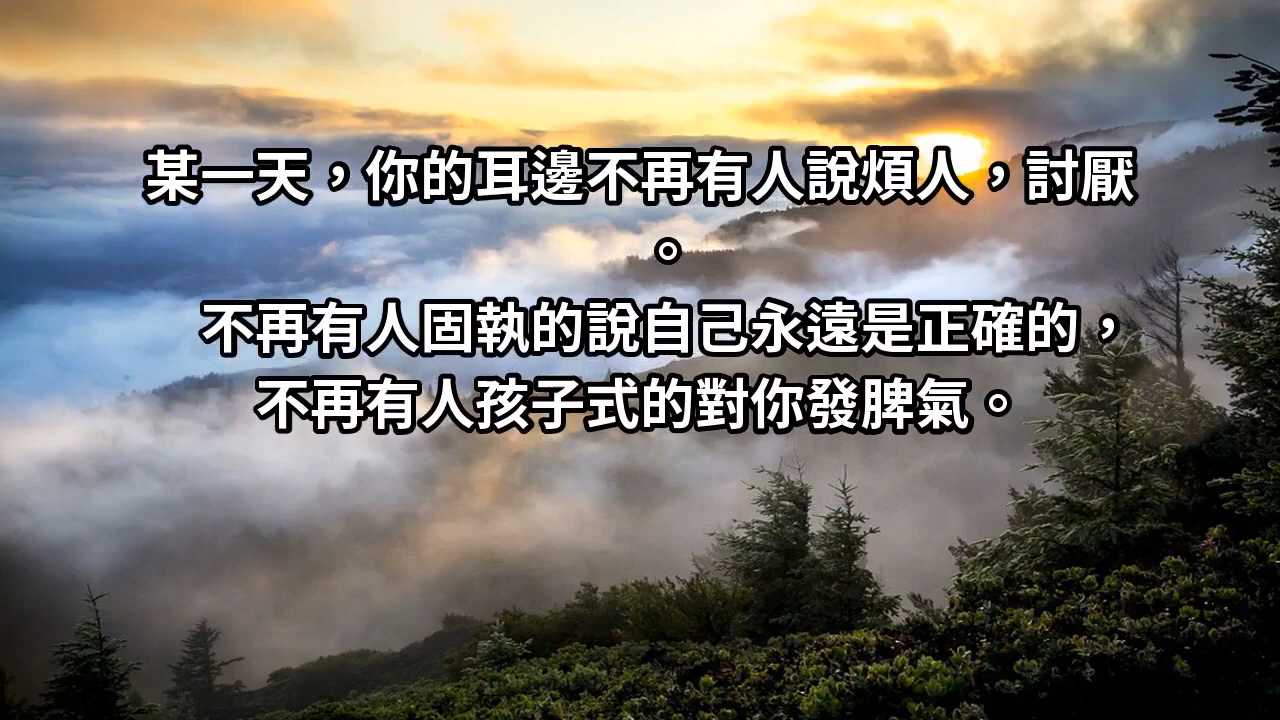 某一天，你的耳邊不再有人說煩人，討厭
。
不再有人固執的說自己永遠是正確的，
不再有人孩子式的對你發脾氣。